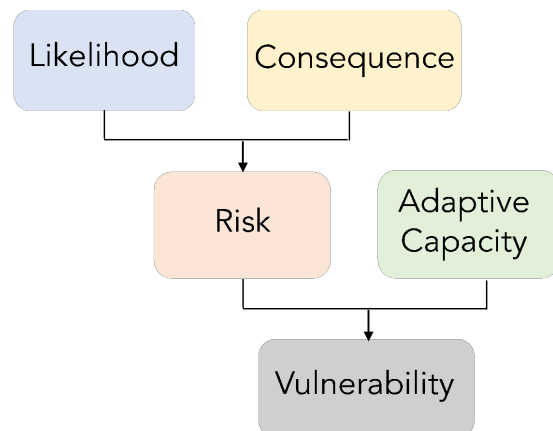 Likelihood
Consequence
Risk
Adaptive
Capacity
Vulnerability